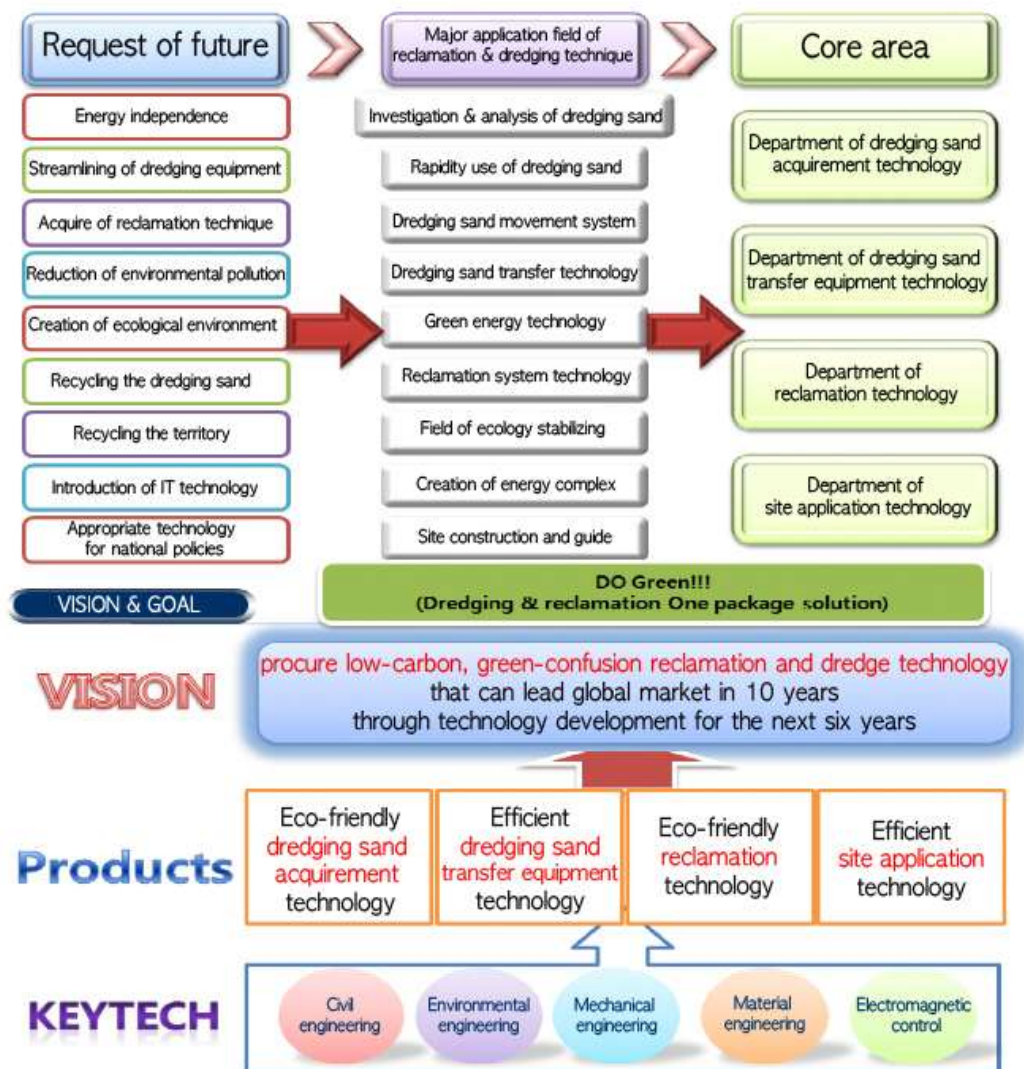 Request of future
Major application field of
reclamation & dredging technique
Core area
Energy independence
Streamlining of dredging equipment
Acquire of reclamation technique
Reduction of environmental pollution
Creation of ecological environment
Recycling the dredging sand
Recycling the territory
Introduction of IT technology
Appropriate technology
for national policies
Investigation & analysis of dredging sand
Rapidity use of dredging sand
Dredging sand movement system
Dredging sand transfer technology
Green energy technology
Reclamation system technology
Field of ecology stabilizing
Creation of energy complex
Site construction and guide
Department of dredging sand
acquirement technology
Department of dredging sand
transfer equipment technology
Department of
reclamation technology
Department of
site application technology
VISION & GOAL
DO Green!!!
(Dredging & reclamation One package solution)
VISION
procure low-carbon, green-confusion reclamation and dredge technology
that can lead global market in 10 years
through technology development for the next six years
Products
Eco-friendly
dredging sand
acquirement
technology
Efficient
dredging sand
transfer equipment
technology
Eco-friendly
reclamation
technology
Efficient
site application
technology
KEYTECH
Civil
engineering
Environmental
engineering
Mechanical
engineering
Material
engineering
Electromagnetic
control